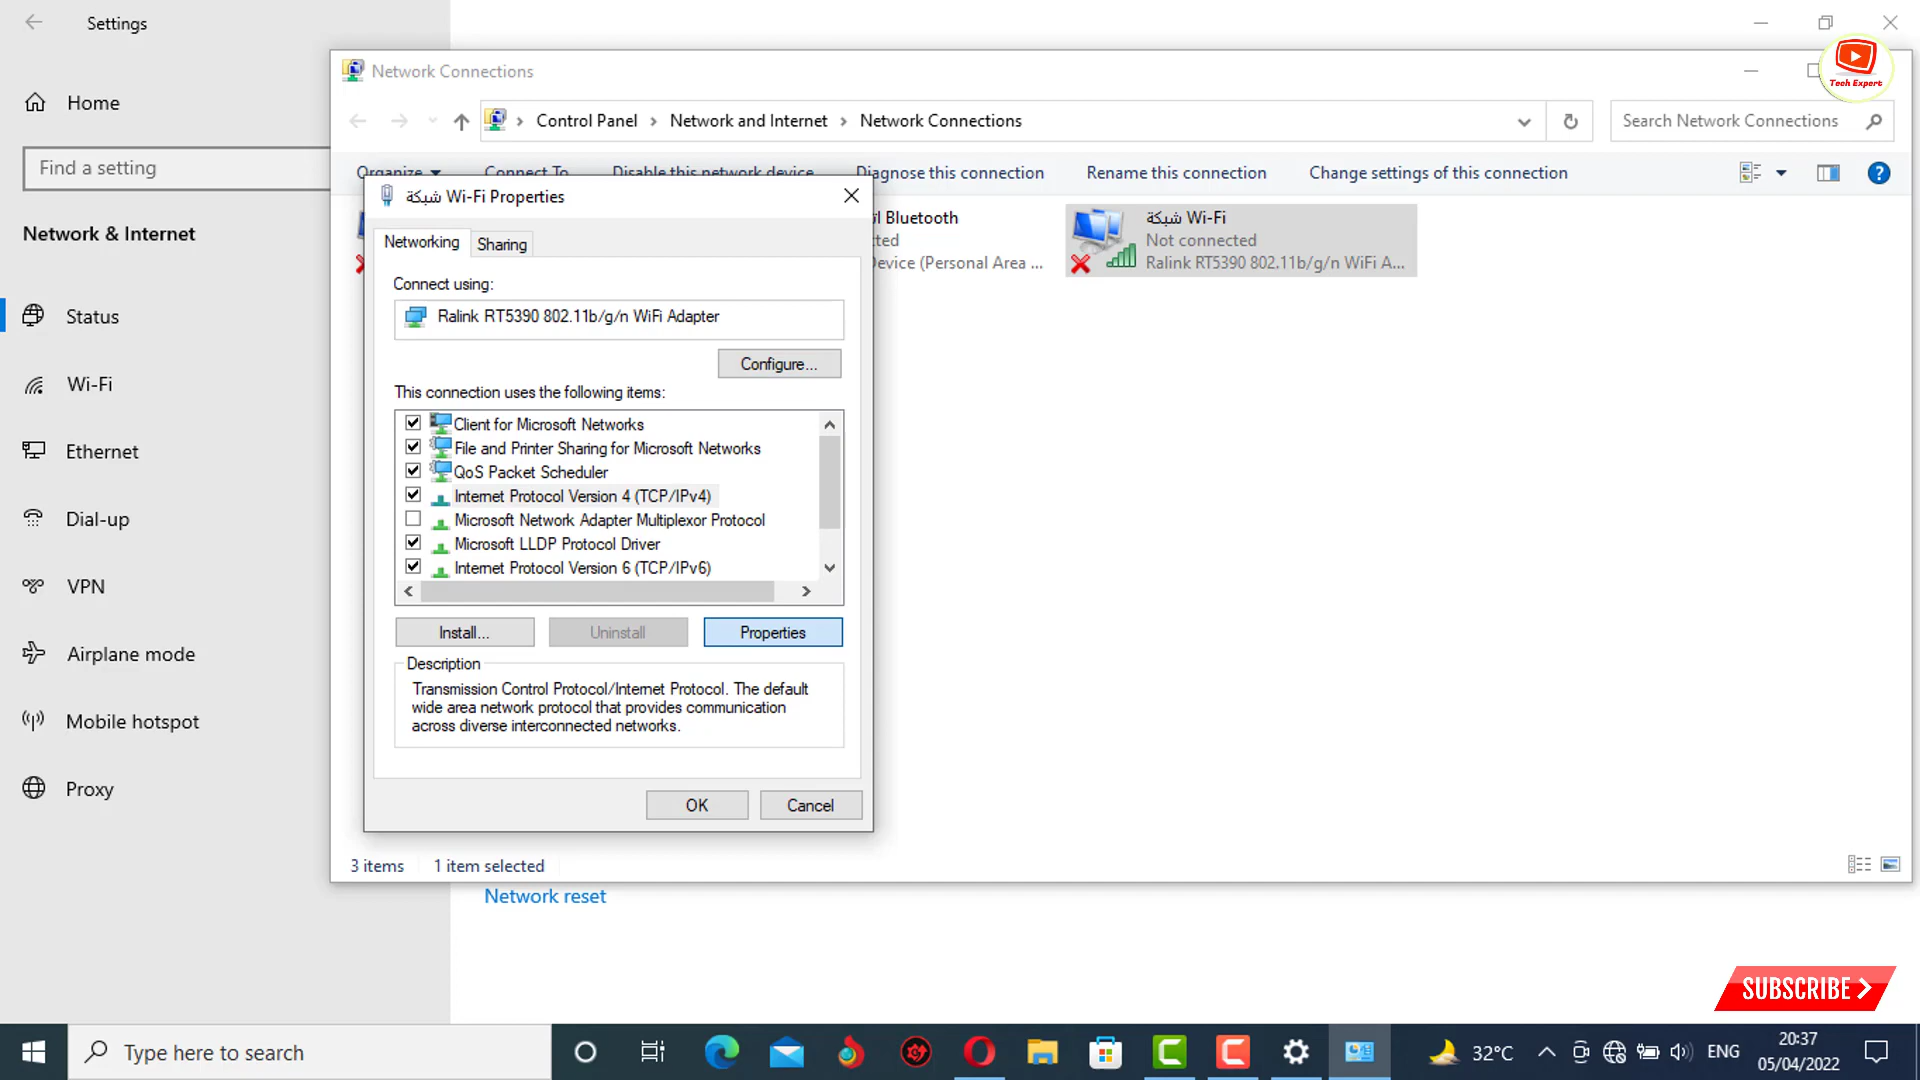 Settings
Home
Find a setting
Network & Internet
Status
Wi-Fi
Ethernet
Dial-up
VPN
Airplane mode
Mobile hotspot
Proxy
Network Connections
Tech Expert
Control Panel > Network and Internet > Network Connections
Search Network Connections
Organize Connect To Disable this network device Diagnose this connection Rename this connection Change settings of this connection
Bluetooth
Device (Personal Area ...
شبكة Wi-Fi
Not connected
Ralink RT5390 802.11b/g/n WiFi A...
شبكة Wi-Fi Properties
Networking Sharing
Connect using:
Ralink RT5390 802.11b/g/n WiFi Adapter
Configure...
This connection uses the following items:
Client for Microsoft Networks
File and Printer Sharing for Microsoft Networks
QoS Packet Scheduler
Internet Protocol Version 4 (TCP/IPv4)
Microsoft Network Adapter Multiplexor Protocol
Microsoft LLDP Protocol Driver
Internet Protocol Version 6 (TCP/IPv6)
Install... Uninstall Properties
Description
Transmission Control Protocol/Internet Protocol. The default
wide area network protocol that provides communication
across diverse interconnected networks.
OK Cancel
3 items 1 item selected
Network reset
SUBSCRIBE
Type here to search
32°C
ENG
20:37
05/04/2022